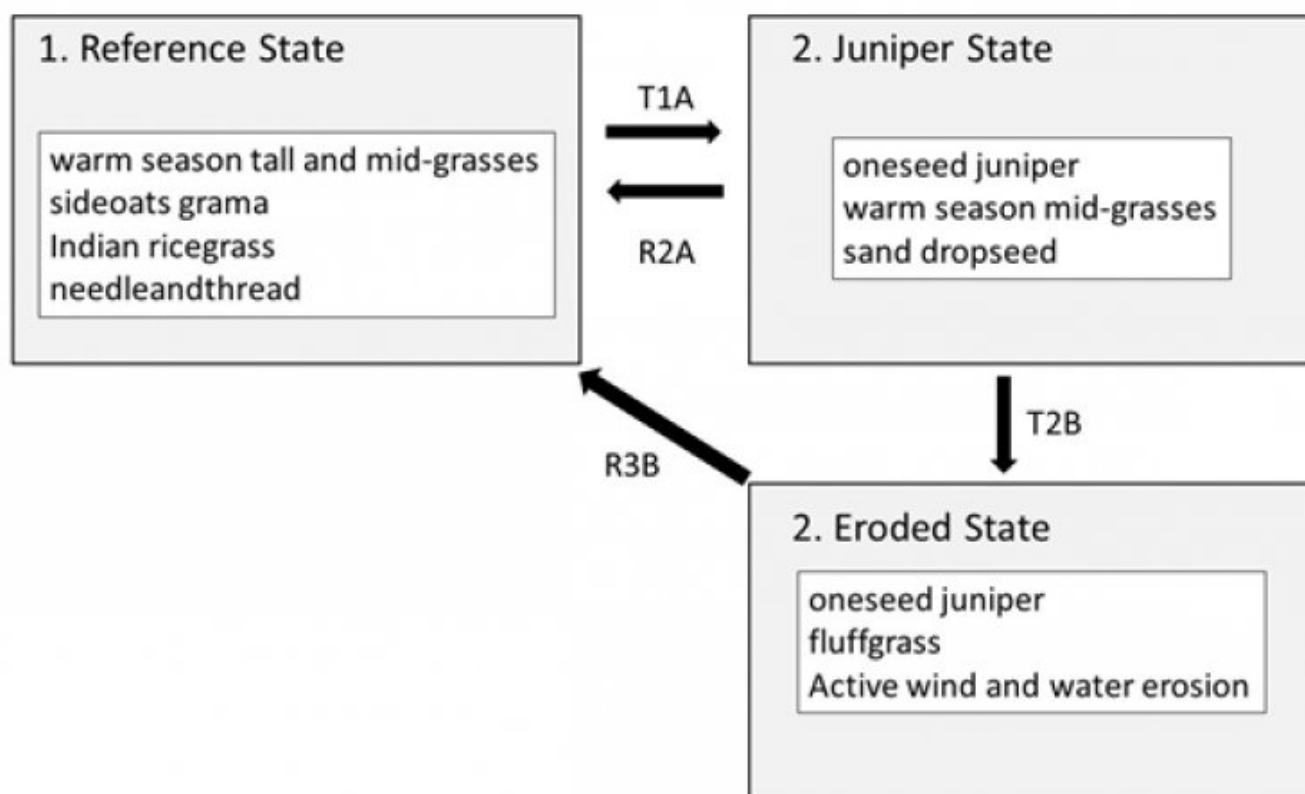 1. Reference State
warm season tall and mid-grasses
sideoats grama
Indian ricegrass
needleandthread
T1A
R2A
2. Juniper State
oneseed juniper
warm season mid-grasses
sand dropseed
T2B
R3B
2. Eroded State
oneseed juniper
fluffgrass
Active wind and water erosion